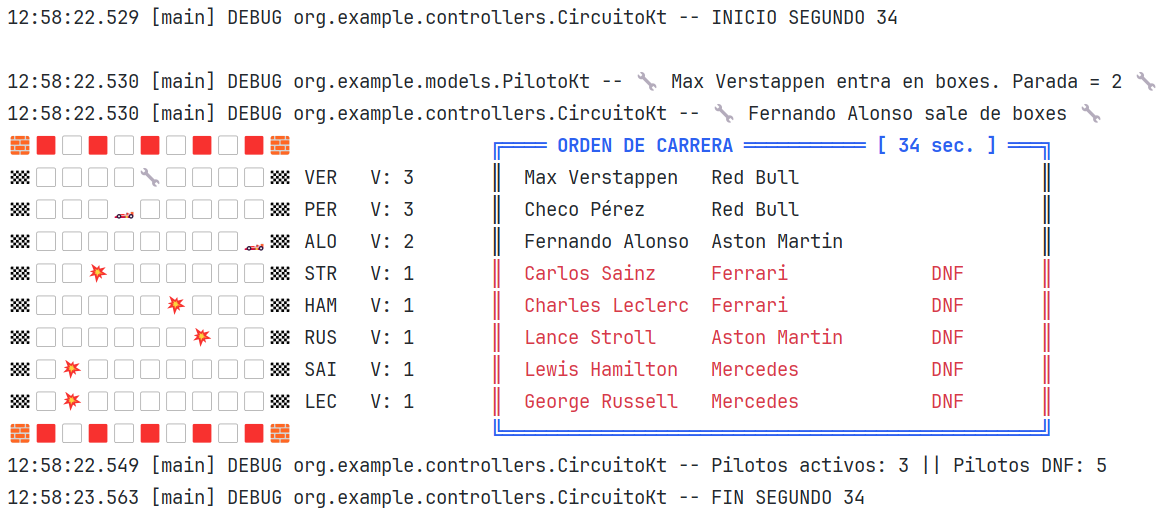 12:58:22.529 [main] DEBUG org.example.controllers.CircuitoKt -- INICIO SEGUNDO 34
12:58:22.530 [main] DEBUG org.example.models.PilotoKt -- 🔧 Max Verstappen entra en boxes. Parada = 2 🔧
12:58:22.530 [main] DEBUG org.example.controllers.CircuitoKt -- 🔧 Fernando Alonso sale de boxes 🔧
ORDEN DE CARRERA [ 34 sec. ]
VER V: 3 Max Verstappen Red Bull
PER V: 3 Checo Pérez Red Bull
ALO V: 2 Fernando Alonso Aston Martin
STR V: 1 Carlos Sainz Ferrari DNF
HAM V: 1 Charles Leclerc Ferrari DNF
RUS V: 1 Lance Stroll Aston Martin DNF
SAI V: 1 Lewis Hamilton Mercedes DNF
LEC V: 1 George Russell Mercedes DNF
12:58:22.549 [main] DEBUG org.example.controllers.CircuitoKt -- Pilotos activos: 3 || Pilotos DNF: 5
12:58:23.563 [main] DEBUG org.example.controllers.CircuitoKt -- FIN SEGUNDO 34